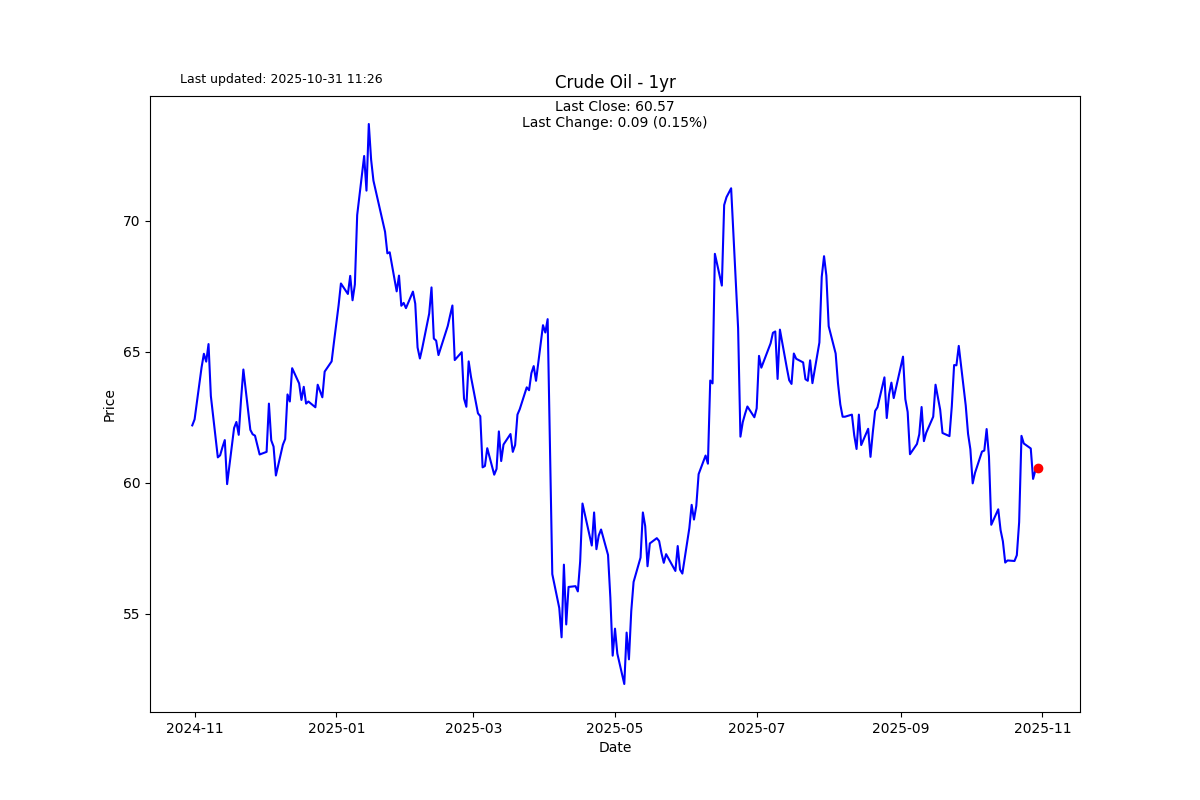 Last updated: 2025-10-31 11:26
Crude Oil - 1yr
Last Close: 60.57
Last Change: 0.09 (0.15%)
Price
70
65
60
55
2024-11
2025-01
2025-03
2025-05
2025-07
2025-09
2025-11
Date